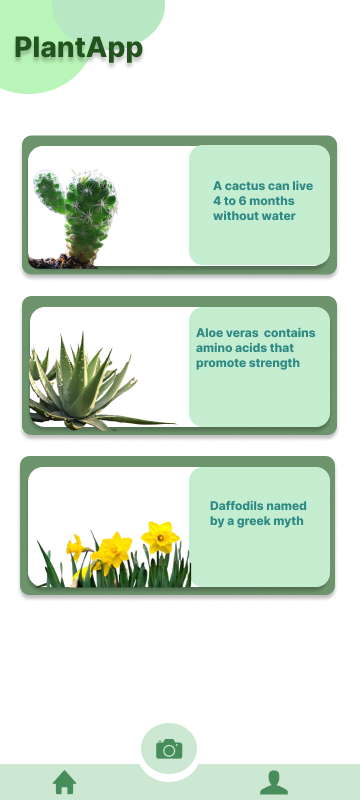 PlantApp
A cactus can live
4 to 6 months
without water
Aloe veras  contains
amino acids that
promote strength
Daffodils named
by a greek myth